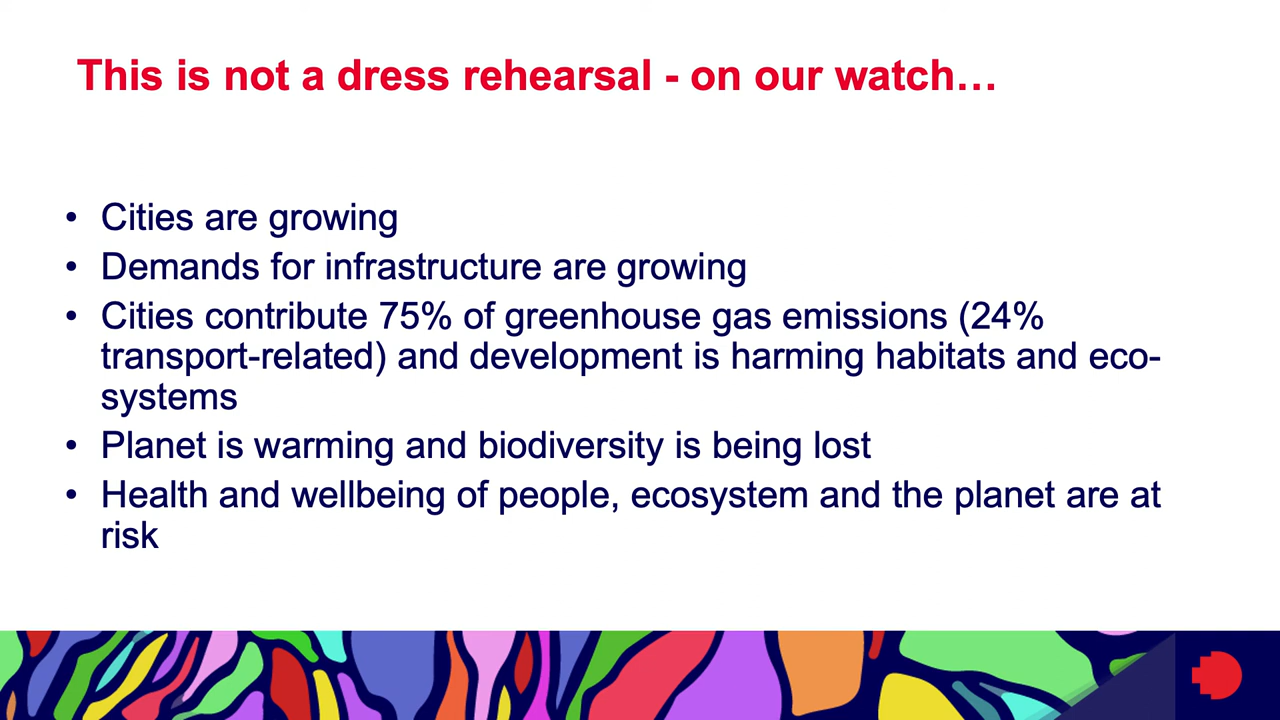 This is not a dress rehearsal - on our watch…
• Cities are growing
• Demands for infrastructure are growing
• Cities contribute 75% of greenhouse gas emissions (24%
transport-related) and development is harming habitats and eco-
systems
• Planet is warming and biodiversity is being lost
• Health and wellbeing of people, ecosystem and the planet are at
risk